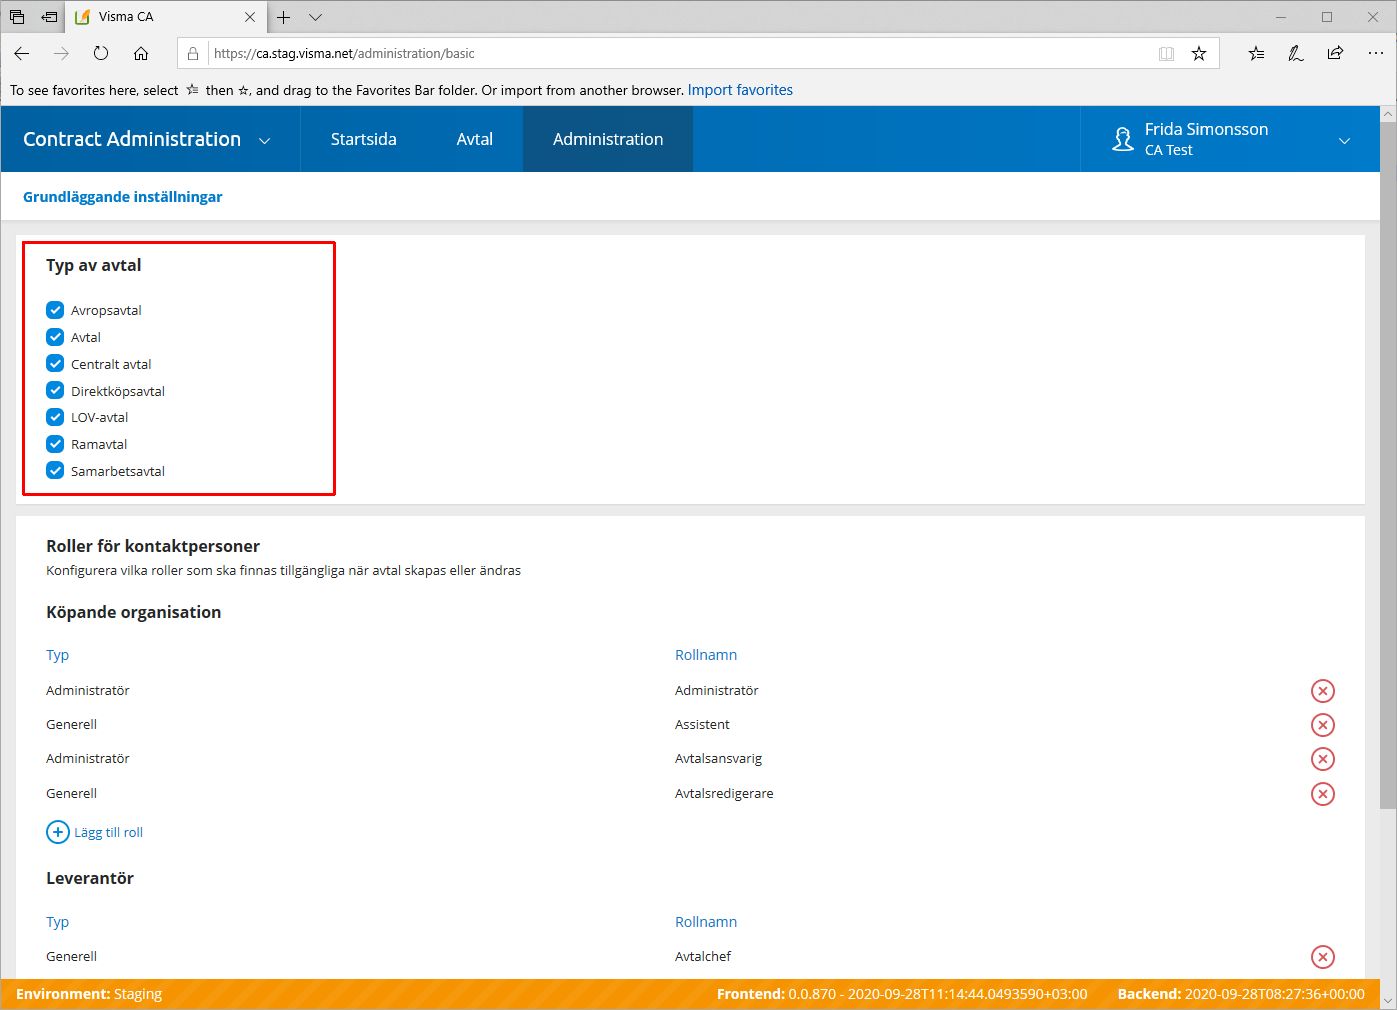 Visma CA
https://ca.stag.visma.net/administration/basic
To see favorites here, select then , and drag to the Favorites Bar folder. Or import from another browser. Import favorites
Contract Administration Startsida Avtal Administration Frida Simonsson
CA Test
Grundläggande inställningar
Typ av avtal
Avropsavtal
Avtal
Centralt avtal
Direktköpsavtal
LOV-avtal
Ramavtal
Samarbetsavtal
Roller för kontaktpersoner
Konfigurera vilka roller som ska finnas tillgängliga när avtal skapas eller ändras
Köpande organisation
Typ Rollnamn
Administratör Administratör
Generell Assistent
Administratör Avtalsansvarig
Generell Avtalsredigerare
Lägg till roll
Leverantör
Typ Rollnamn
Generell Avtalchef
Environment: Staging Frontend: 0.0.870 - 2020-09-28T11:14:44.0493590+03:00 Backend: 2020-09-28T08:27:36+00:00